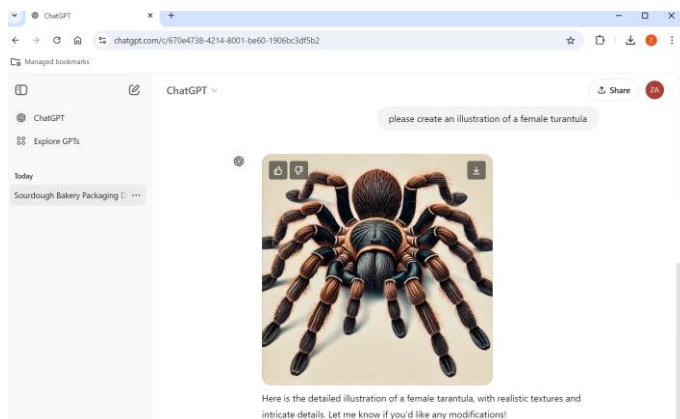 ChatGPT
chatgpt.com/c/670e4738-4214-8001-be60-1906bc3df5b2
Z
Managed bookmarks
ChatGPT
Share
ZA
please create an illustration of a female turantula
ChatGPT
Explore GPTs
Today
Sourdough Bakery Packaging D
Here is the detailed illustration of a female tarantula, with realistic textures and
intricate details. Let me know if you'd like any modifications!